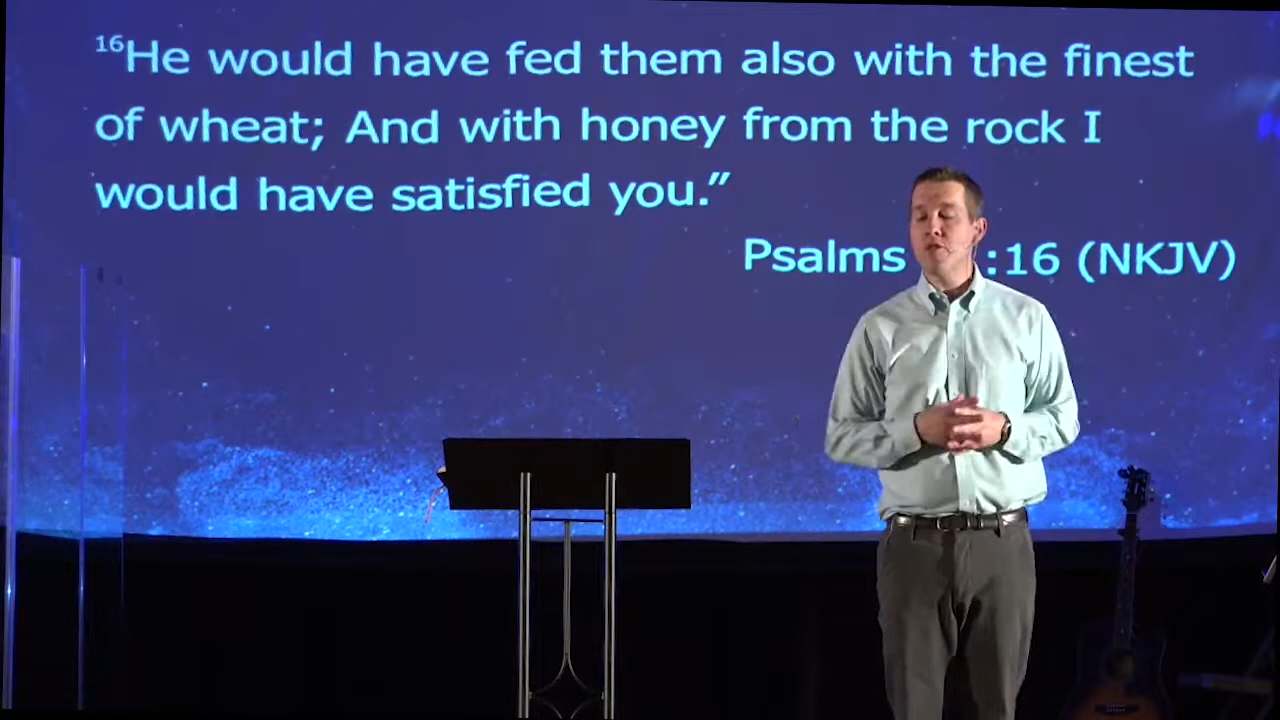 ¹⁶He would have fed them also with the finest
of wheat; And with honey from the rock I
would have satisfied you.”
Psalms :16 (NKJV)